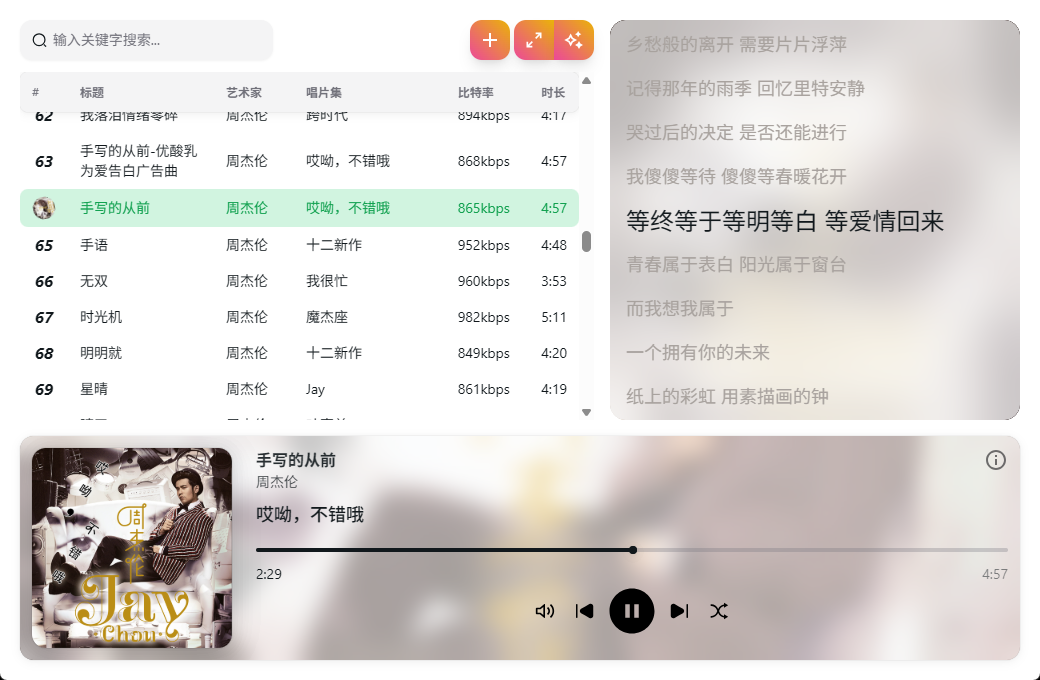 输入关键字搜索...
# 标题 艺术家 唱片集 比特率 时长
62 我落泪情绪零碎 周杰伦 跨时代 894kbps 4:17
63 手写的从前-优酸乳 周杰伦 哎呦，不错哦 868kbps 4:57
为爱告白广告曲
手写的从前 周杰伦 哎呦，不错哦 865kbps 4:57
65 手语 周杰伦 十二新作 952kbps 4:48
66 无双 周杰伦 我很忙 960kbps 3:53
67 时光机 周杰伦 魔杰座 982kbps 5:11
68 明明就 周杰伦 十二新作 849kbps 4:20
69 星晴 周杰伦 Jay 861kbps 4:19
乡愁般的离开 需要片片浮萍
记得那年的雨季 回忆里特安静
哭过后的决定 是否还能进行
我傻傻等待 傻傻等春暖花开
等终等于等明等白 等爱情回来
青春属于表白 阳光属于窗台
而我想我属于
一个拥有你的未来
纸上的彩虹 用素描画的钟
哎
呦
不
错
哦
周
杰
伦
Jay
Chou
手写的从前
周杰伦
哎呦，不错哦
2:29
4:57